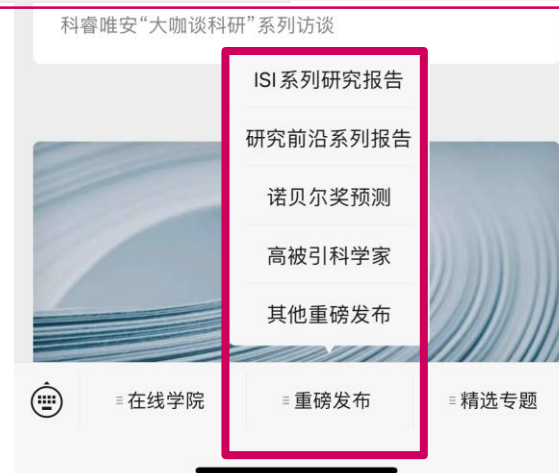 科睿唯安“大咖谈科研”系列访谈
ISI系列研究报告
研究前沿系列报告
诺贝尔奖预测
高被引科学家
其他重磅发布
在线学院
重磅发布
精选专题